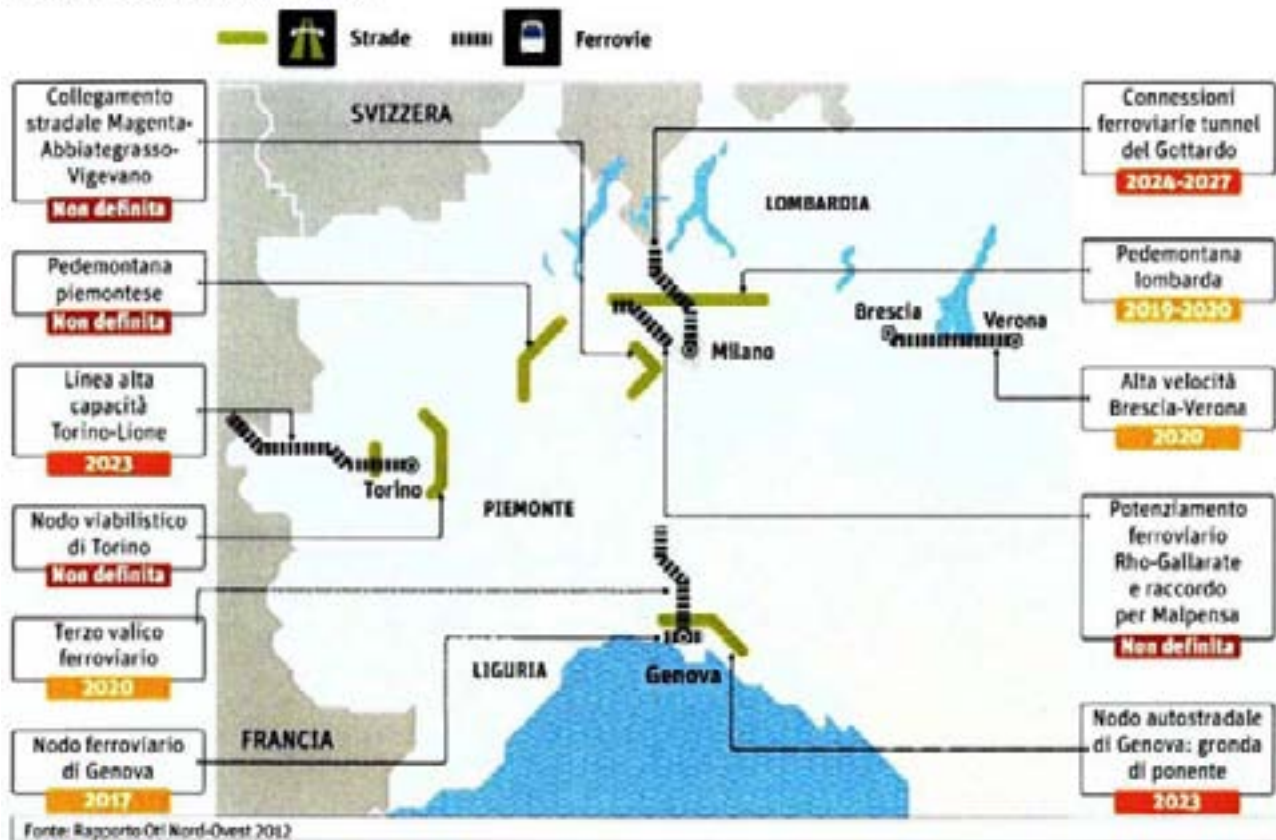 Strade
Ferrovie
Collegamento
stradale Magenta-
Abbiategrasso-
Vigevano
Non definita
Pedemontana
piemontese
Non definita
Linea alta
capacità
Torino-Lione
2023
Nodo viabilistico
di Torino
Non definita
Terzo valico
ferroviario
2020
Nodo ferroviario
di Genova
2017
SVIZZERA
LOMBARDIA
Milano
Brescia
Verona
Torino
PIEMONTE
LIGURIA
Genova
FRANCIA
Connessioni
ferroviarie tunnel
del Gottardo
2024-2027
Pedemontana
lombarda
2019-2020
Alta velocità
Brescia-Verona
2020
Potenziamento
ferroviario
Rho-Gallarate
e raccordo
per Malpensa
Non definita
Nodo autostradale
di Genova: gronda
di ponente
2023
Fonte: Rapporto Oti Nord-Ovest 2012